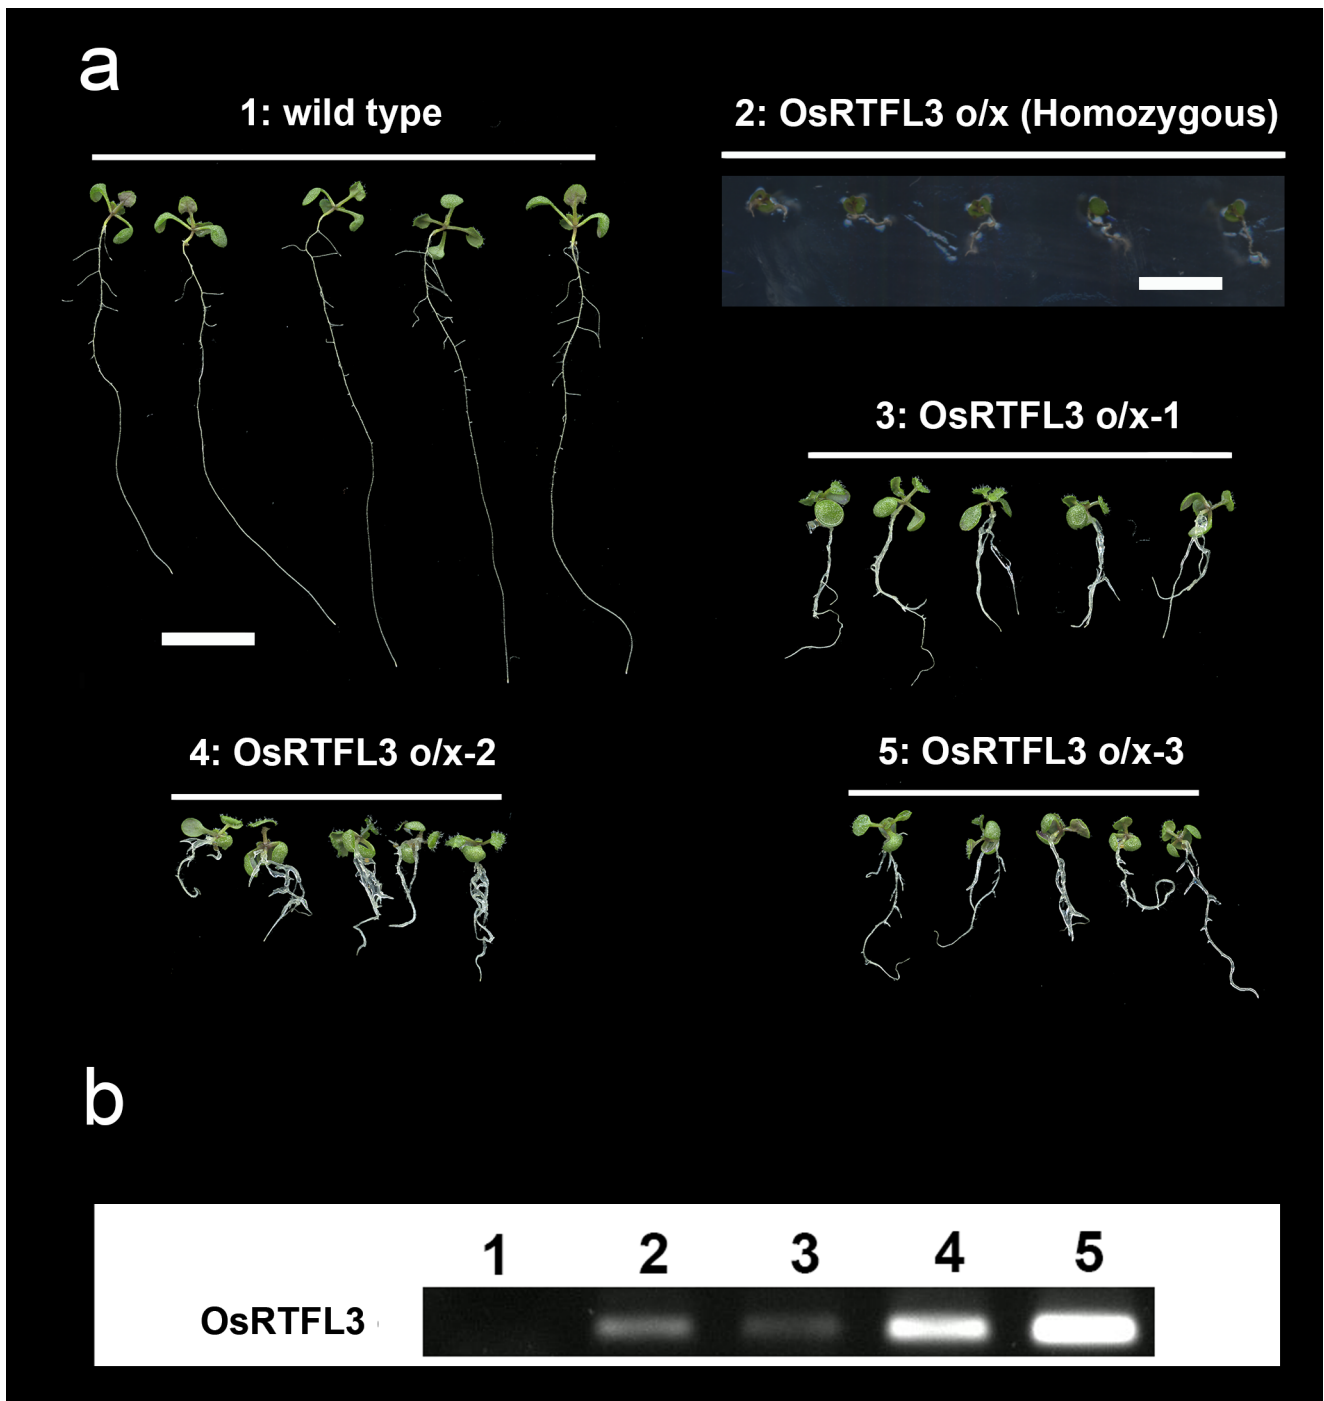 a
1: wild type
2: OsRTFL3 o/x (Homozygous)
3: OsRTFL3 o/x-1
4: OsRTFL3 o/x-2
5: OsRTFL3 o/x-3
b
1 2 3 4 5
OsRTFL3